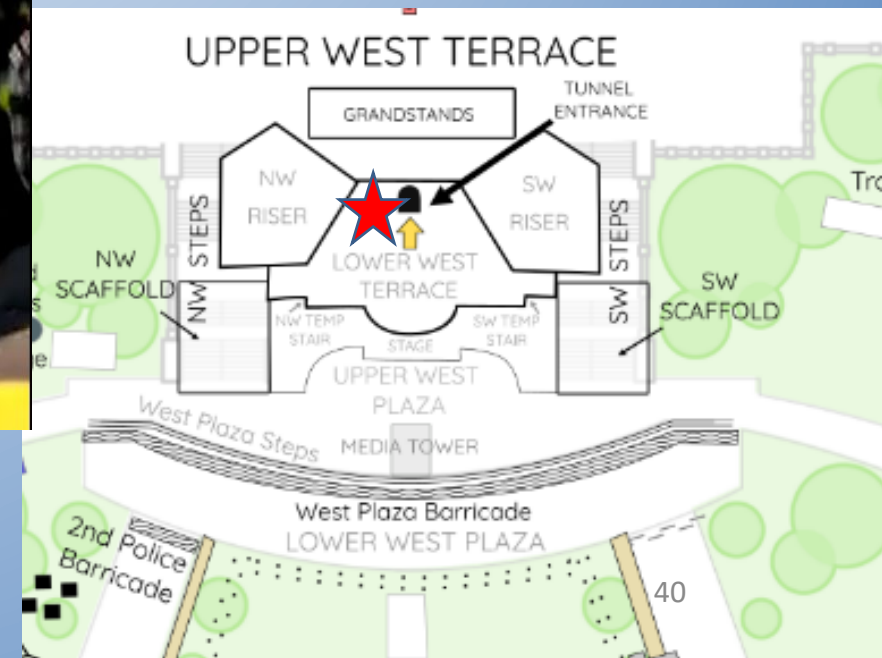 UPPER WEST TERRACE
TUNNEL
ENTRANCE
GRANDSTANDS
NW
RISER
SW
RISER
NW STEPS
SW STEPS
LOWER WEST
TERRACE
NW
SCAFFOLD
SW
SCAFFOLD
NW TEMP
STAIR
SW TEMP
STAIR
STAGE
UPPER WEST
PLAZA
West Plaza Steps
MEDIA TOWER
West Plaza Barricade
LOWER WEST PLAZA
2nd Police
Barricade
40